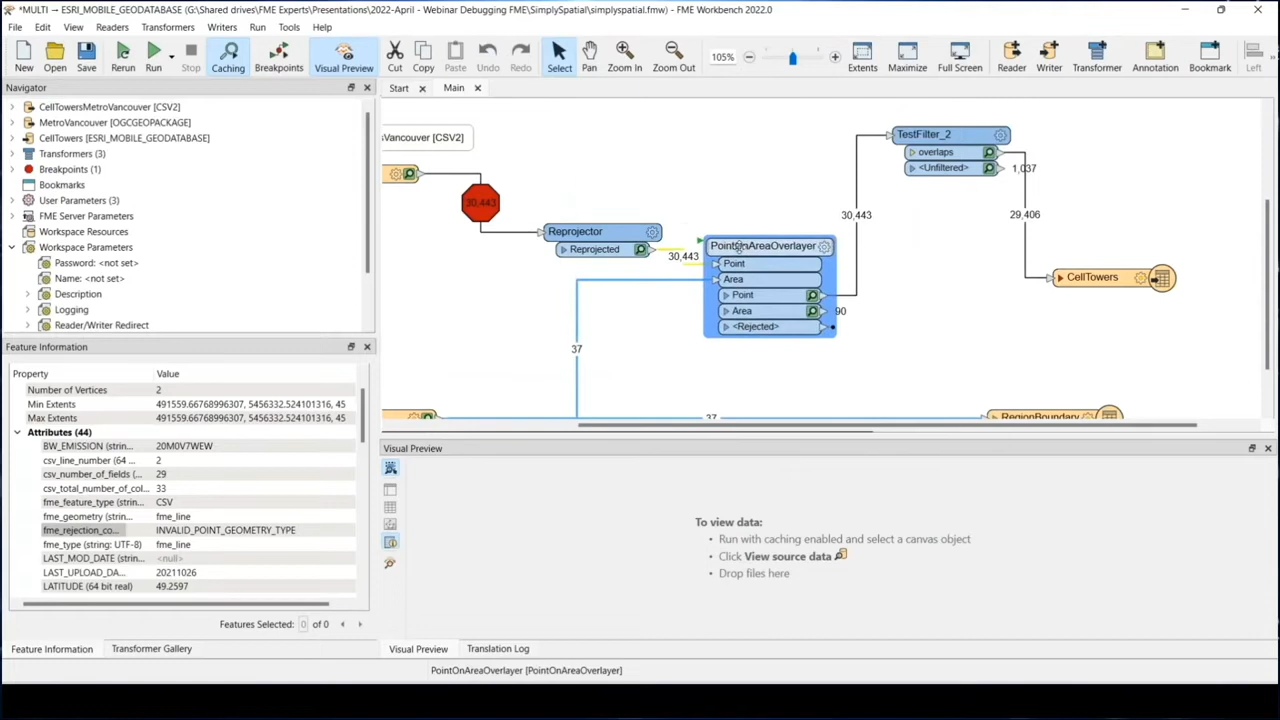 *MULTI → ESRI_MOBILE_GEODATABASE (G:\Shared drives\FME Experts\Presentations\2022-April - Webinar Debugging FME\SimplySpatial\simplyspatial.fmw) - FME Workbench 2022.0
File Edit View Readers Transformers Writers Run Tools Help
New Open Save Rerun Run Stop Caching Breakpoints Visual Preview Cut Copy Paste Undo Redo Select Pan Zoom In Zoom Out 105% Extents Maximize Full Screen Reader Writer Transformer Annotation Bookmark Left
Navigator
CellTowersMetroVancouver [CSV2]
MetroVancouver [OGCGEOPACKAGE]
CellTowers [ESRI_MOBILE_GEODATABASE]
Transformers (3)
Breakpoints (1)
Bookmarks
User Parameters (3)
FME Server Parameters
Workspace Resources
Workspace Parameters
Password: <not set>
Name: <not set>
Description
Logging
Reader/Writer Redirect
Start Main
sVancouver [CSV2]
30,443
Reprojector
Reprojected
30,443
PointOnAreaOverlayer
Point
Area
Point
Area
<Rejected>
90
37
37
30,443
TestFilter_2
overlaps
<Unfiltered>
1,037
29,406
CellTowers
RegionBoundary
Feature Information
Property Value
Number of Vertices 2
Min Extents 491559.66768996307, 5456332.524101316, 45
Max Extents 491559.66768996307, 5456332.524101316, 45
Attributes (44)
BW_EMISSION (strin... 20M0V7WEW
csv_line_number (64 ... 2
csv_number_of_fields (... 29
csv_total_number_of_col... 33
fme_feature_type (strin... CSV
fme_geometry (string:... fme_line
fme_rejection_co... INVALID_POINT_GEOMETRY_TYPE
fme_type (string: UTF-8) fme_line
LAST_MOD_DATE (strin... <null>
LAST_UPLOAD_DA... 20211026
LATITUDE (64 bit real) 49.2597
Features Selected: 0 of 0
Feature Information Transformer Gallery
Visual Preview
To view data:
Run with caching enabled and select a canvas object
Click View source data
Drop files here
Visual Preview Translation Log
PointOnAreaOverlayer [PointOnAreaOverlayer]